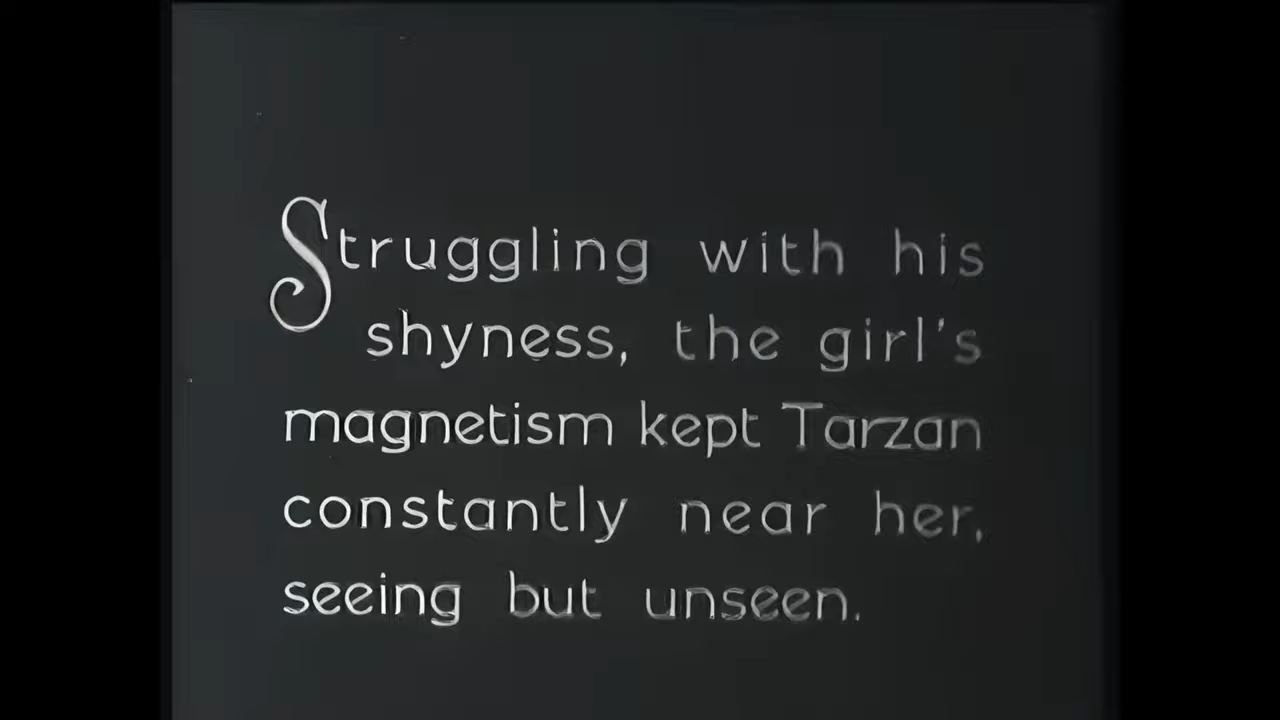 Struggling with his
shyness, the girl's
magnetism kept Tarzan
constantly near her,
seeing but unseen.